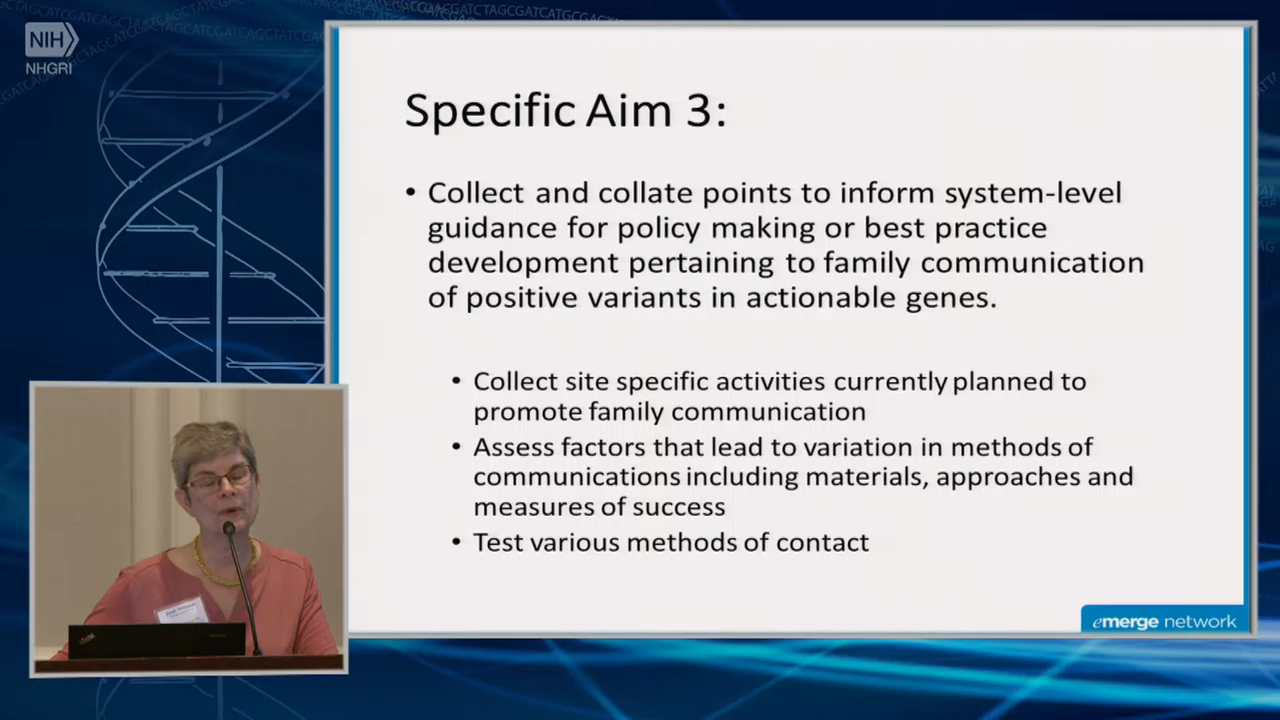 NIH
NHGRI
Specific Aim 3:
• Collect and collate points to inform system-level
guidance for policy making or best practice
development pertaining to family communication
of positive variants in actionable genes.
• Collect site specific activities currently planned to
promote family communication
• Assess factors that lead to variation in methods of
communications including materials, approaches and
measures of success
• Test various methods of contact
emerge network